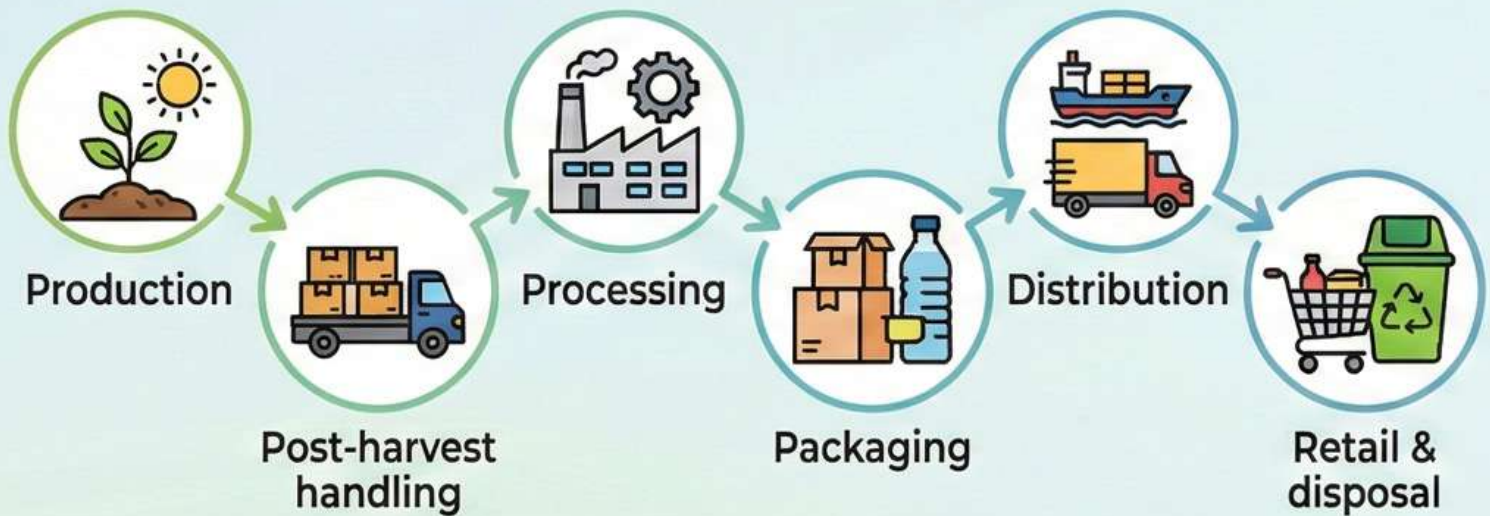 Production
Post-harvest
handling
Processing
Packaging
Distribution
Retail &
disposal